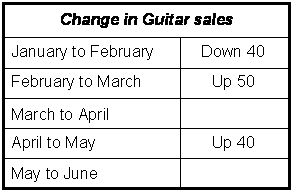 Change in Guitar sales
January to February Down 40
February to March Up 50
March to April
April to May Up 40
May to June